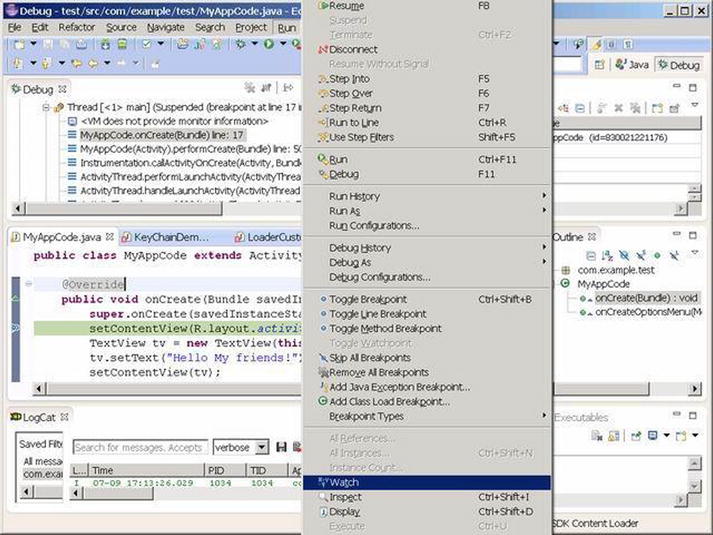 Debug - test/src/com/example/test/MyAppCode.java
File Edit Refactor Source Navigate Search Project Run
Java Debug
Debug
Thread [<1> main] (Suspended (breakpoint at line 17 in
<VM does not provide monitor information>
MyAppCode.onCreate(Bundle) line: 17
MyAppCode(Activity).performCreate(Bundle) line: 50
Instrumentation.callActivityOnCreate(Activity, Bund
ActivityThread.performLaunchActivity(ActivityThread
ActivityThread.handleLaunchActivity(ActivityThread
ppCode (id=830021221176)
MyAppCode.java KeyChainDem... LoaderCust
public class MyAppCode extends Activity
@Override
public void onCreate(Bundle savedIn
super.onCreate(savedInstanceSta
setContentView(R.layout.activi
TextView tv = new TextView(this
tv.setText("Hello My friends!")
setContentView(tv);
LogCat
Saved Filte
All messa
com.exa
Search for messages. Accepts verbose
L... Time PID TID Ap
I 07-09 17:13:26.029 1034 1034 co
Resume F8
Suspend
Terminate Ctrl+F2
Disconnect
Resume Without Signal
Step Into F5
Step Over F6
Step Return F7
Run to Line Ctrl+R
Use Step Filters Shift+F5
Run Ctrl+F11
Debug F11
Run History
Run As
Run Configurations...
Debug History
Debug As
Debug Configurations...
Toggle Breakpoint Ctrl+Shift+B
Toggle Line Breakpoint
Toggle Method Breakpoint
Toggle Watchpoint
Skip All Breakpoints
Remove All Breakpoints
Add Java Exception Breakpoint...
Add Class Load Breakpoint...
Breakpoint Types
All References...
All Instances... Ctrl+Shift+N
Instance Count...
Watch
Inspect Ctrl+Shift+I
Display Ctrl+Shift+D
Execute Ctrl+U
Outline
com.example.test
MyAppCode
onCreate(Bundle) : void
onCreateOptionsMenu(M
Executables
SDK Content Loader